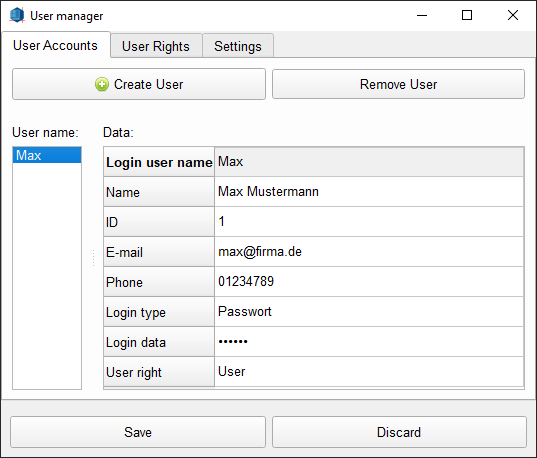 User manager
User Accounts User Rights Settings
Create User Remove User
User name: Data:
Max
Login user name Max
Name Max Mustermann
ID 1
E-mail max@firma.de
Phone 01234789
Login type Passwort
Login data ••••••
User right User
Save Discard